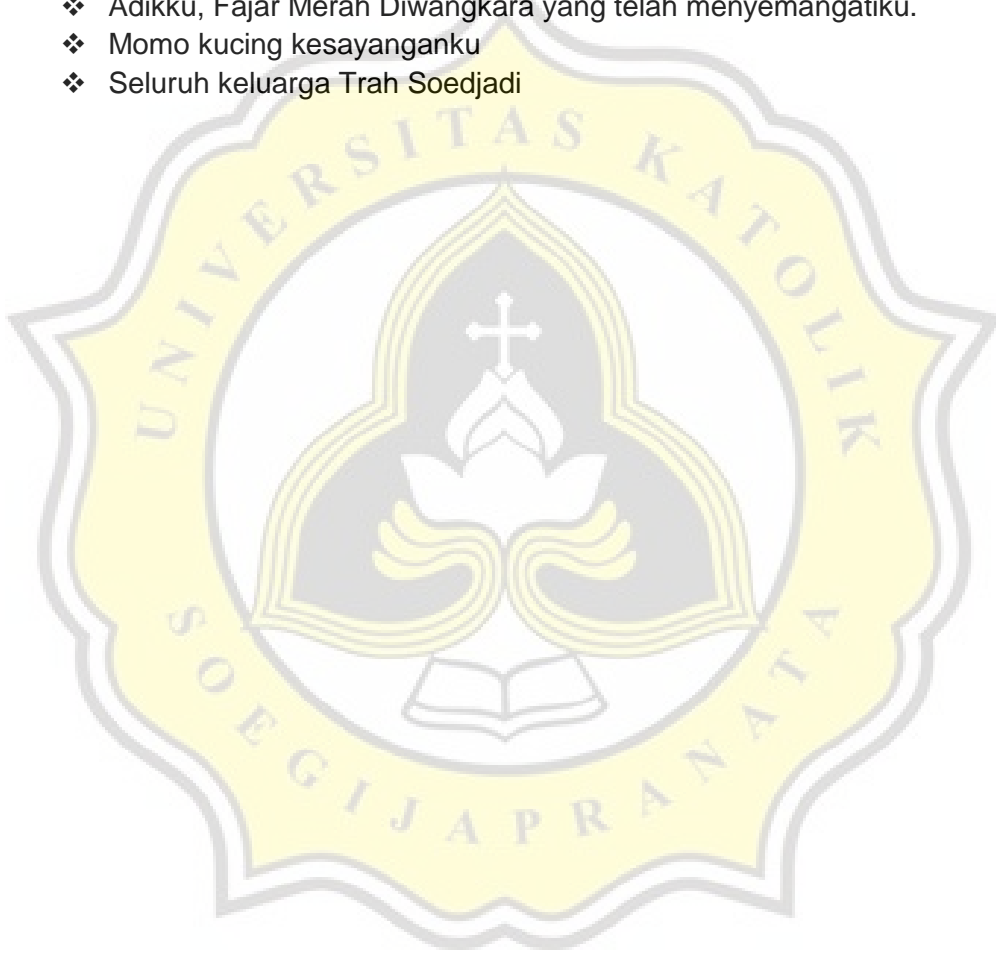 ❖ Adikku, Fajar Merah Diwangkara yang telah menyemangatiku.
❖ Momo kucing kesayanganku
❖ Seluruh keluarga Trah Soedjadi
UNIVERSITAS KATOLIK
SOEGIJAPRANATA